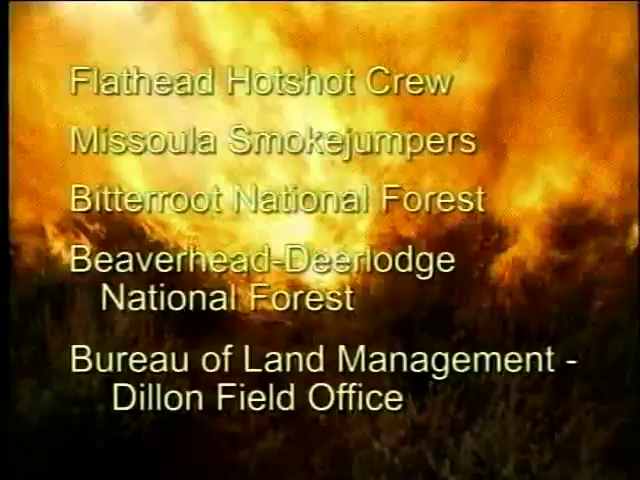 Flathead Hotshot Crew
Missoula Smokejumpers
Bitterroot National Forest
Beaverhead-Deerlodge
National Forest
Bureau of Land Management -
Dillon Field Office